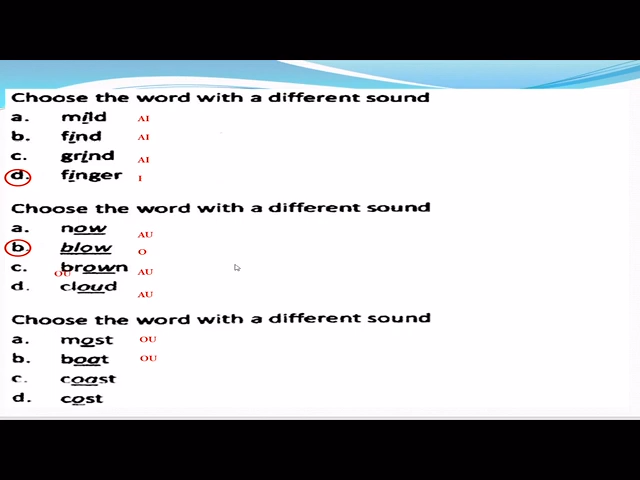 Choose the word with a different sound
a. mild AI
b. find AI
c. grind AI
d. finger I
Choose the word with a different sound
a. now AU
b. blow O
c. brown AU
OU
d. cloud AU
Choose the word with a different sound
a. most OU
b. boat OU
c. coast
d. cost